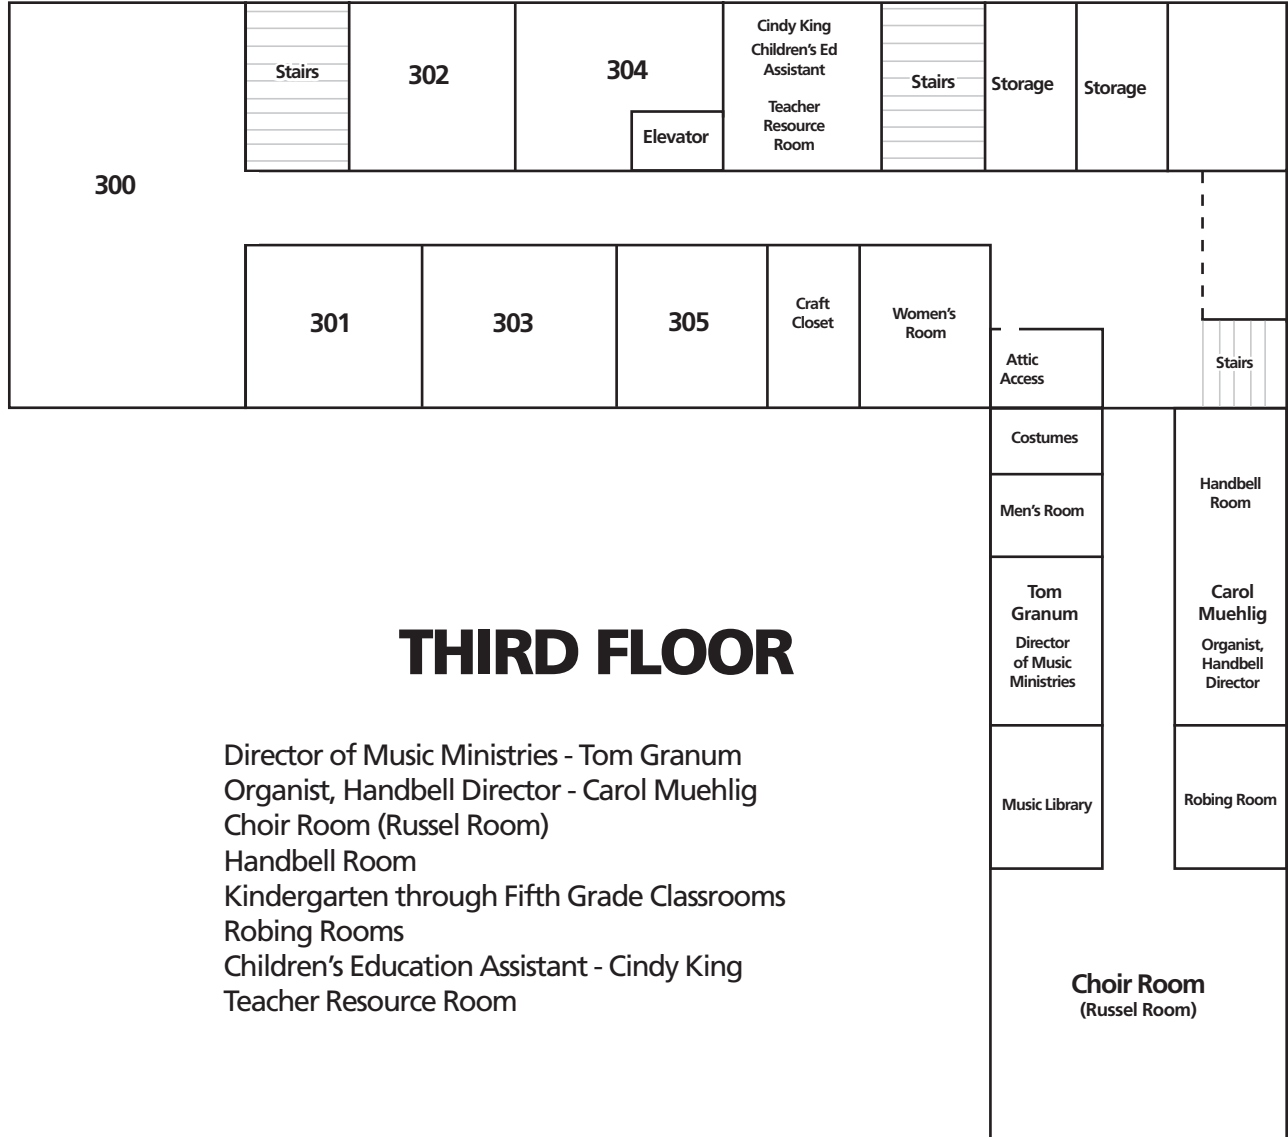 Stairs
302
304
Elevator
Cindy King
Children’s Ed
Assistant
Teacher
Resource
Room
Stairs
Storage
Storage
300
301
303
305
Craft
Closet
Women’s
Room
Attic
Access
Stairs
Costumes
Men’s Room
Handbell
Room
Tom
Granum
Director
of Music
Ministries
Carol
Muehlig
Organist,
Handbell
Director
Music Library
Robing Room
Choir Room
(Russel Room)
THIRD FLOOR
Director of Music Ministries - Tom Granum
Organist, Handbell Director - Carol Muehlig
Choir Room (Russel Room)
Handbell Room
Kindergarten through Fifth Grade Classrooms
Robing Rooms
Children’s Education Assistant - Cindy King
Teacher Resource Room